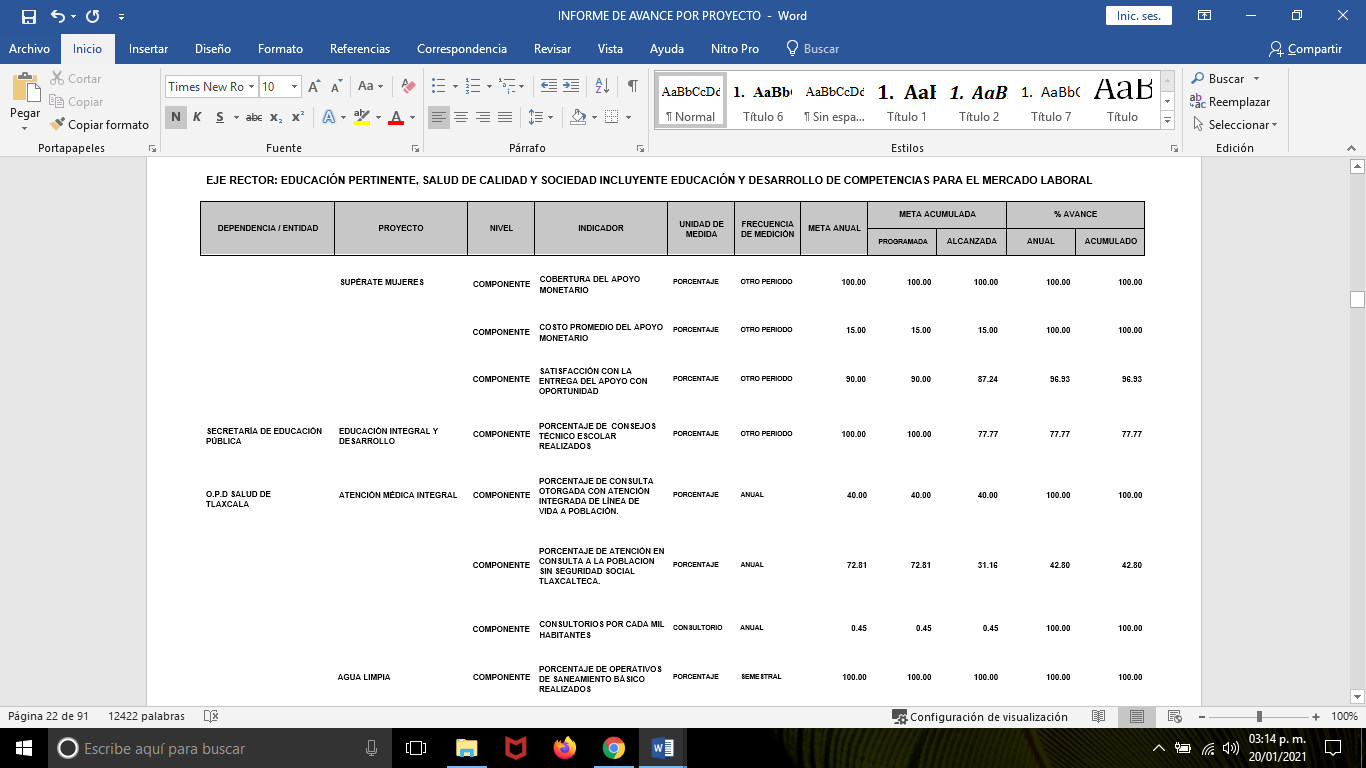 INFORME DE AVANCE POR PROYECTO - Word
Inic. ses.
Archivo Inicio Insertar Diseño Formato Referencias Correspondencia Revisar Vista Ayuda Nitro Pro Buscar Compartir
Pegar
Cortar
Copiar
Copiar formato
Portapapeles
Times New Ro 10 Aa
N K S abc x₂ x² A A
Fuente
Párrafo
AaBbCcDd 1. AaBbC AaBbCcDd 1. AaB 1. AaB 1. AaBbC AaB
¶ Normal Título 6 ¶ Sin espa... Título 1 Título 2 Título 7 Título
Estilos
Buscar
Reemplazar
Seleccionar
Edición
EJE RECTOR: EDUCACIÓN PERTINENTE, SALUD DE CALIDAD Y SOCIEDAD INCLUYENTE EDUCACIÓN Y DESARROLLO DE COMPETENCIAS PARA EL MERCADO LABORAL
DEPENDENCIA / ENTIDAD PROYECTO NIVEL INDICADOR UNIDAD DE MEDIDA FRECUENCIA DE MEDICIÓN META ANUAL META ACUMULADA % AVANCE
PROGRAMADA ALCANZADA ANUAL ACUMULADO
SUPÉRATE MUJERES COMPONENTE COBERTURA DEL APOYO MONETARIO PORCENTAJE OTRO PERIODO 100.00 100.00 100.00 100.00 100.00
COMPONENTE COSTO PROMEDIO DEL APOYO MONETARIO PORCENTAJE OTRO PERIODO 15.00 15.00 15.00 100.00 100.00
COMPONENTE SATISFACCIÓN CON LA ENTREGA DEL APOYO CON OPORTUNIDAD PORCENTAJE OTRO PERIODO 90.00 90.00 87.24 96.93 96.93
SECRETARÍA DE EDUCACIÓN PÚBLICA EDUCACIÓN INTEGRAL Y DESARROLLO COMPONENTE PORCENTAJE DE CONSEJOS TÉCNICO ESCOLAR REALIZADOS PORCENTAJE OTRO PERIODO 100.00 100.00 77.77 77.77 77.77
O.P.D SALUD DE TLAXCALA ATENCIÓN MÉDICA INTEGRAL COMPONENTE PORCENTAJE DE CONSULTA OTORGADA CON ATENCIÓN INTEGRADA DE LÍNEA DE VIDA A POBLACIÓN. PORCENTAJE ANUAL 40.00 40.00 40.00 100.00 100.00
COMPONENTE PORCENTAJE DE ATENCIÓN EN CONSULTA A LA POBLACION SIN SEGURIDAD SOCIAL TLAXCALTECA. PORCENTAJE ANUAL 72.81 72.81 31.16 42.80 42.80
COMPONENTE CONSULTORIOS POR CADA MIL HABITANTES CONSULTORIO ANUAL 0.45 0.45 0.45 100.00 100.00
AGUA LIMPIA COMPONENTE PORCENTAJE DE OPERATIVOS DE SANEAMIENTO BÁSICO REALIZADOS PORCENTAJE SEMESTRAL 100.00 100.00 100.00 100.00 100.00
Página 22 de 91 12422 palabras Configuración de visualización 100%
Escribe aquí para buscar
03:14 p. m.
20/01/2021